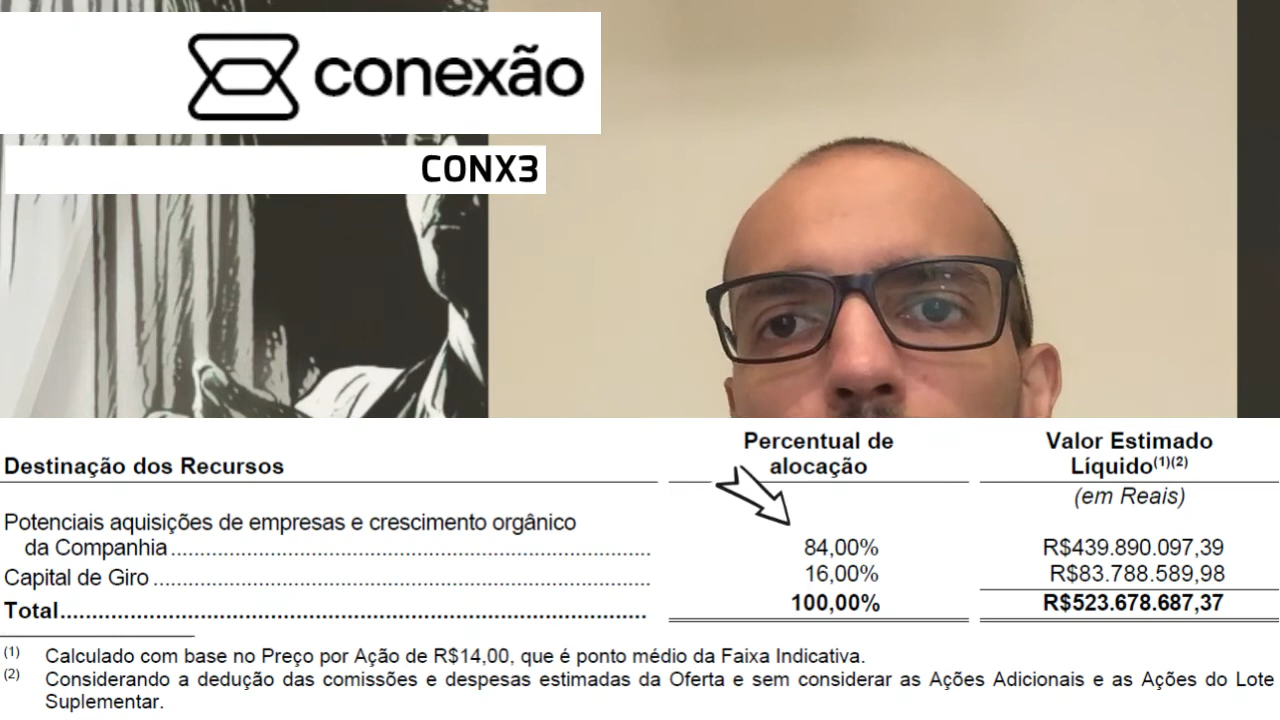 conexão
CONX3
Destinação dos Recursos
Percentual de
alocação
Valor Estimado
Líquido(1)(2)
(em Reais)
Potenciais aquisições de empresas e crescimento orgânico
da Companhia 84,00% R$439.890.097,39
Capital de Giro 16,00% R$83.788.589,98
Total 100,00% R$523.678.687,37
(1) Calculado com base no Preço por Ação de R$14,00, que é ponto médio da Faixa Indicativa.
(2) Considerando a dedução das comissões e despesas estimadas da Oferta e sem considerar as Ações Adicionais e as Ações do Lote
Suplementar.